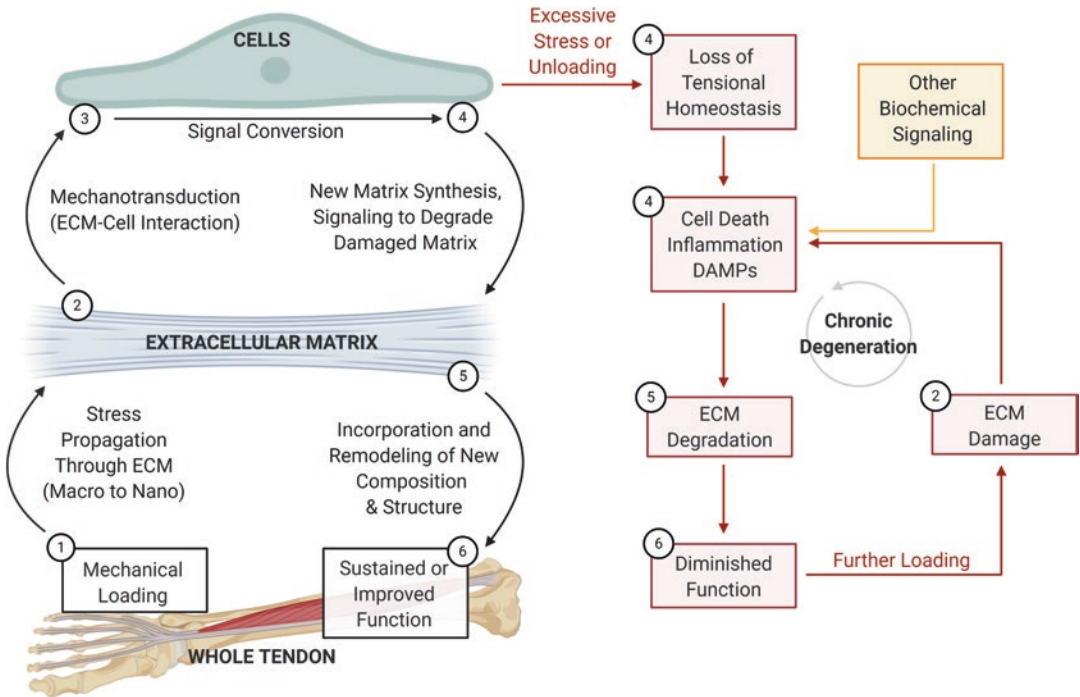 CELLS
3
Signal Conversion
4
Mechanotransduction
(ECM-Cell Interaction)
New Matrix Synthesis,
Signaling to Degrade
Damaged Matrix
2
EXTRACELLULAR MATRIX
5
Stress
Propagation
Through ECM
(Macro to Nano)
Incorporation and
Remodeling of New
Composition
& Structure
1
Mechanical
Loading
6
Sustained or
Improved
Function
WHOLE TENDON
Excessive
Stress or
Unloading
4
Loss of
Tensional
Homeostasis
Other
Biochemical
Signaling
4
Cell Death
Inflammation
DAMPs
Chronic
Degeneration
5
ECM
Degradation
2
ECM
Damage
6
Diminished
Function
Further Loading